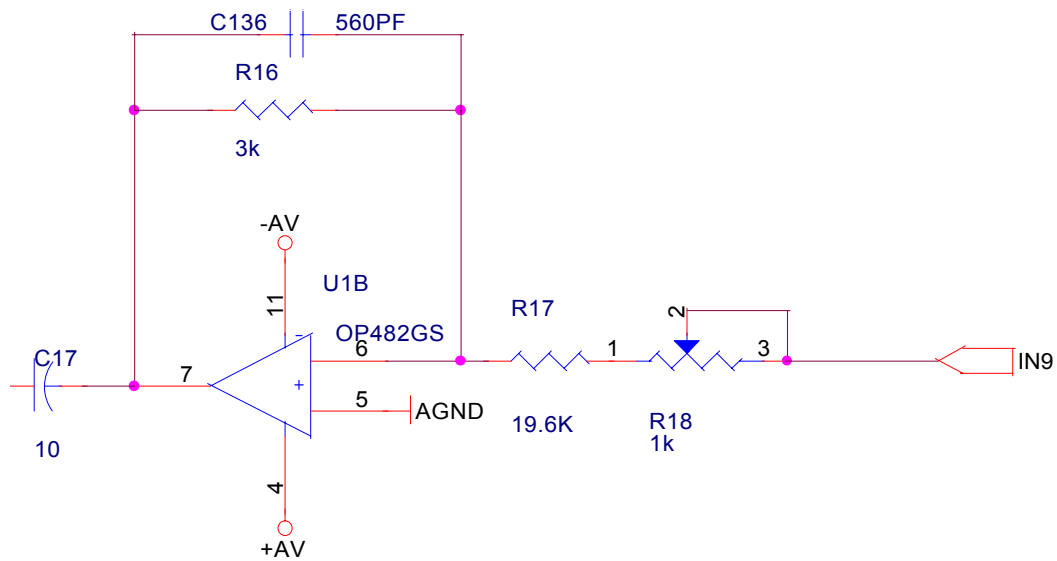 C136 560PF
R16
3k
-AV
11
U1B
R17
2
OP482GS
-
C17
6
1
3
IN9
7
+
5
AGND
19.6K
R18
10
1k
4
+AV